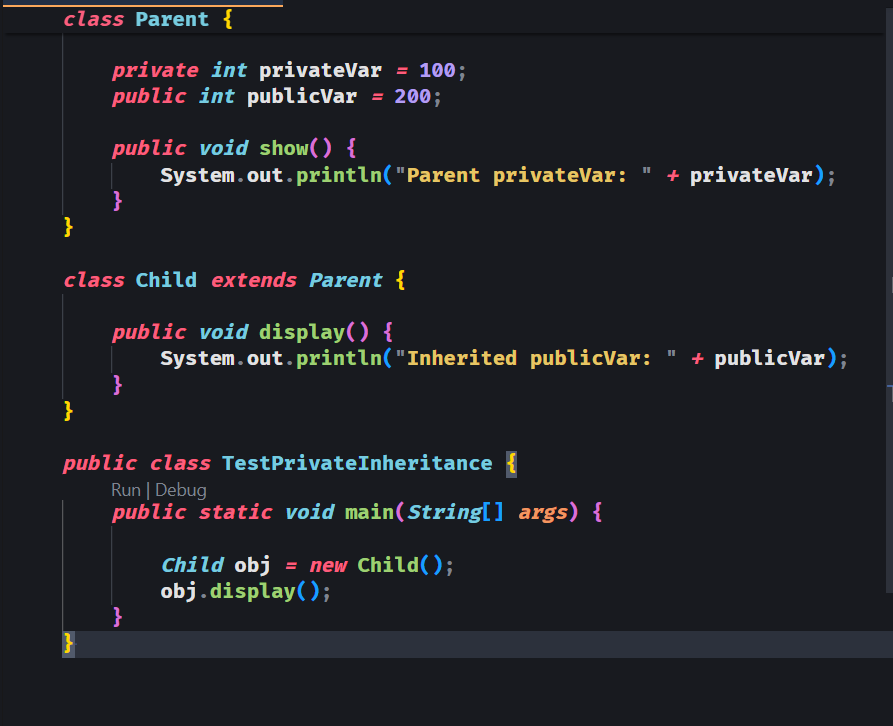 class Parent {
private int privateVar = 100;
public int publicVar = 200;
public void show() {
System.out.println("Parent privateVar: " + privateVar);
}
}
class Child extends Parent {
public void display() {
System.out.println("Inherited publicVar: " + publicVar);
}
}
public class TestPrivateInheritance {
Run | Debug
public static void main(String[] args) {
Child obj = new Child();
obj.display();
}
}